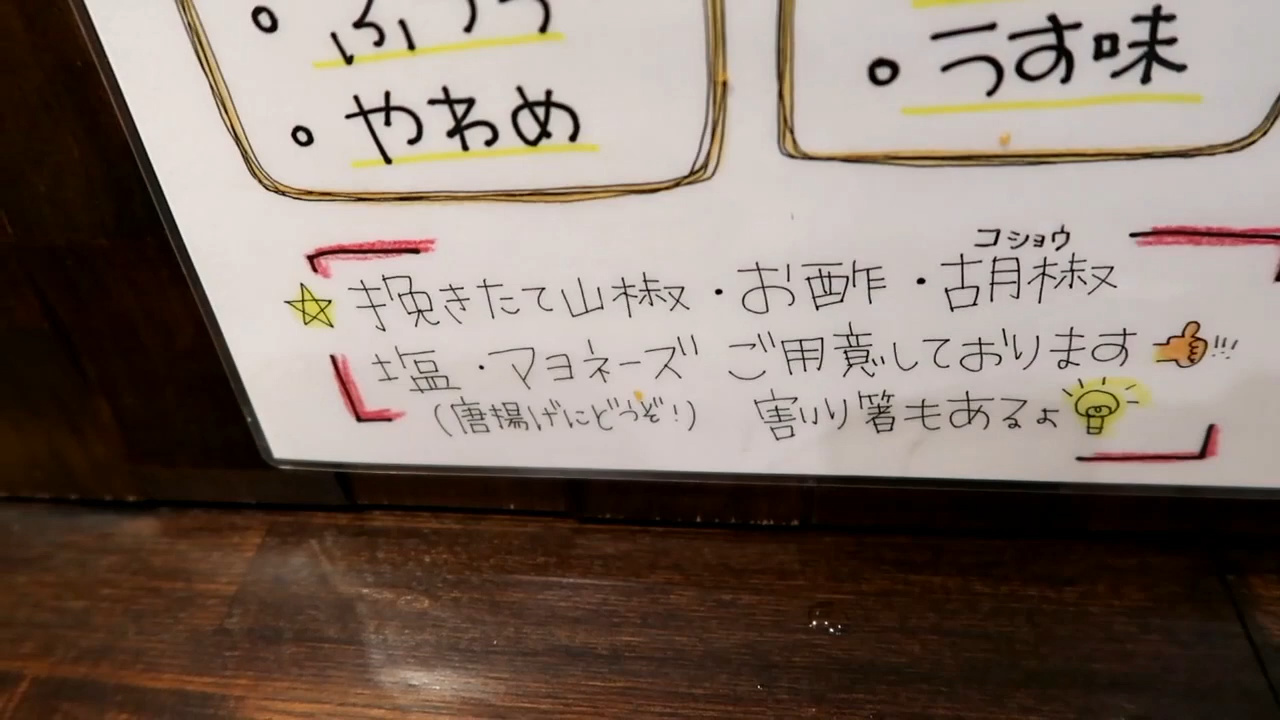 ・ふつう
・やわめ
・うす味
コショウ
☆挽きたて山椒・お酢・胡椒
塩・マヨネーズ ご用意しております
(唐揚げにどうぞ!) 割り箸もあるよ